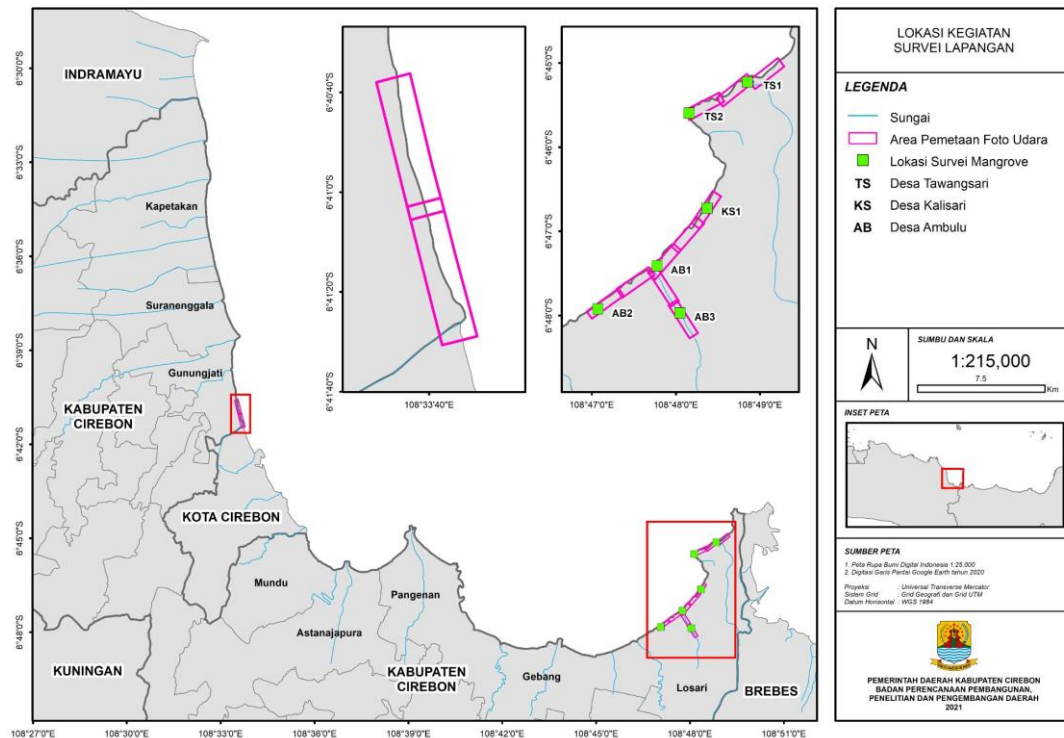 INDRAMAYU
Kapetakan
Suranenggala
Gunungjati
KABUPATEN
CIREBON
KOTA CIREBON
Mundu
Pangenan
Astanajapura
KABUPATEN
CIREBON
Gebang
Losari
KUNINGAN
BREBES
6°30'0"S
6°33'0"S
6°36'0"S
6°39'0"S
6°42'0"S
6°45'0"S
6°48'0"S
108°27'0"E
108°30'0"E
108°33'0"E
108°36'0"E
108°39'0"E
108°42'0"E
108°45'0"E
108°48'0"E
108°51'0"E
6°40'40"S
6°41'0"S
6°41'20"S
6°41'40"S
108°33'40"E
6°45'0"S
6°46'0"S
6°47'0"S
6°48'0"S
108°47'0"E
108°48'0"E
108°49'0"E
TS1
TS2
KS1
AB1
AB2
AB3
LOKASI KEGIATAN
SURVEI LAPANGAN
LEGENDA
Sungai
Area Pemetaan Foto Udara
Lokasi Survei Mangrove
TS Desa Tawangsari
KS Desa Kalisari
AB Desa Ambulu
N
SUMBU DAN SKALA
1:215,000
7.5
Km
INSET PETA
SUMBER PETA
1. Peta Rupa Bumi Digital Indonesia 1:25.000
2. Digitasi Garis Pantai Google Earth tahun 2020
Proyeksi : Universal Transverse Mercator
Sistem Grid : Grid Geografi dan Grid UTM
Datum Horisontal : WGS 1984
PEMERINTAH DAERAH KABUPATEN CIREBON
BADAN PERENCANAAN PEMBANGUNAN,
PENELITIAN DAN PENGEMBANGAN DAERAH
2021